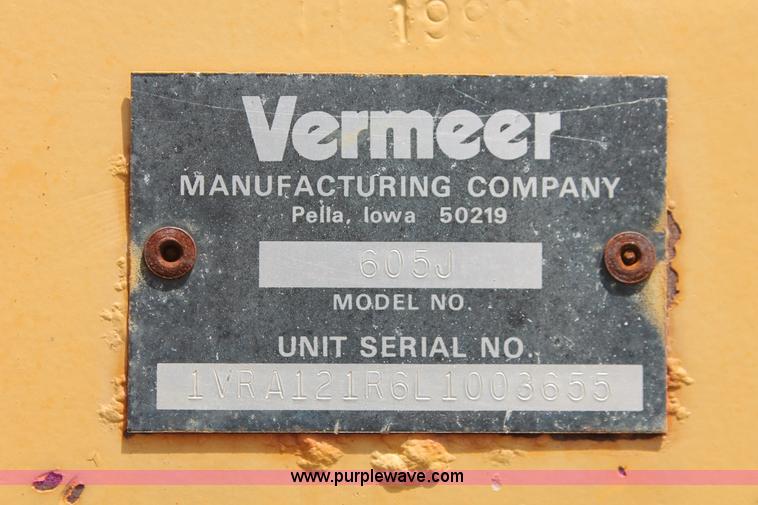 Vermeer
MANUFACTURING COMPANY
Pella, Iowa 50219
605J
MODEL NO.
UNIT SERIAL NO.
1VRA121R6L1003655
www.purplewave.com